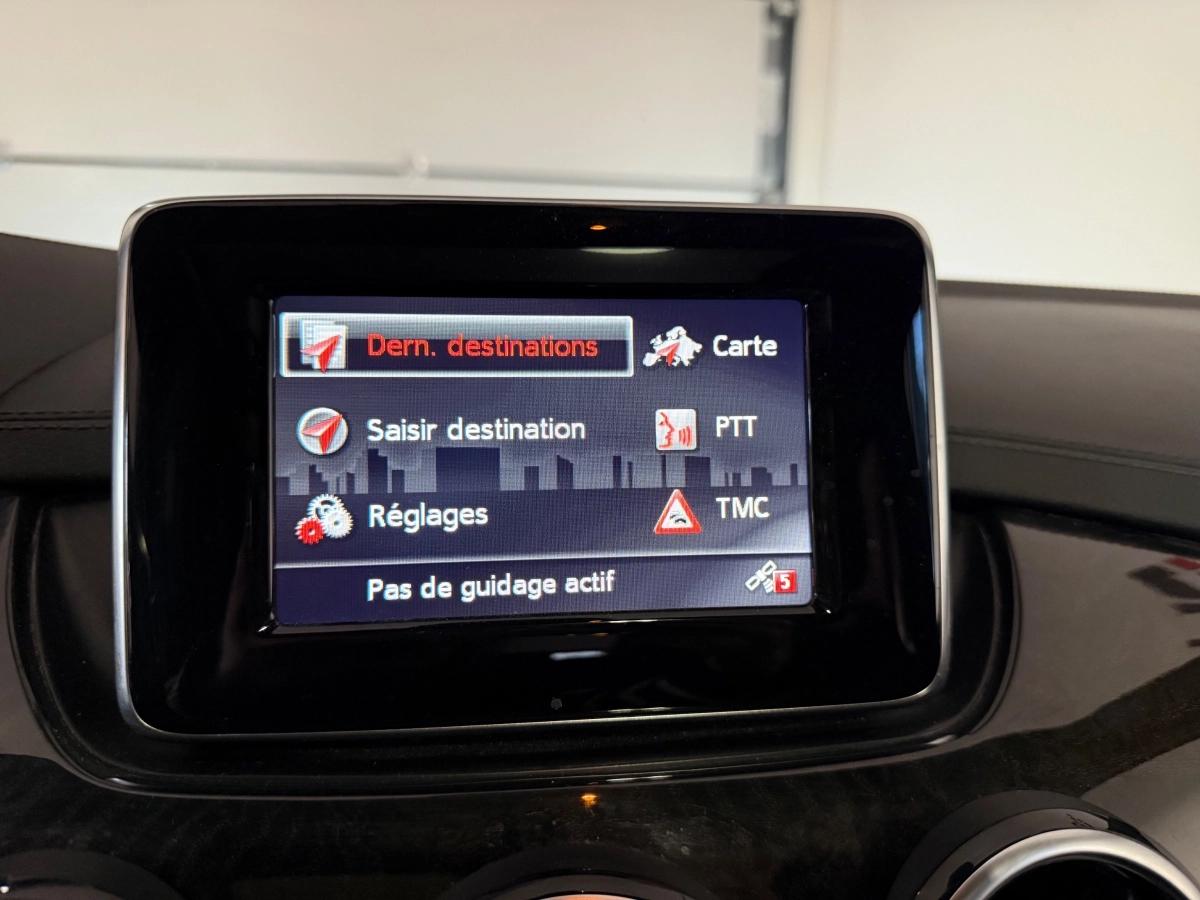 Dern. destinations
Carte
Saisir destination
PTT
Réglages
TMC
Pas de guidage actif
5